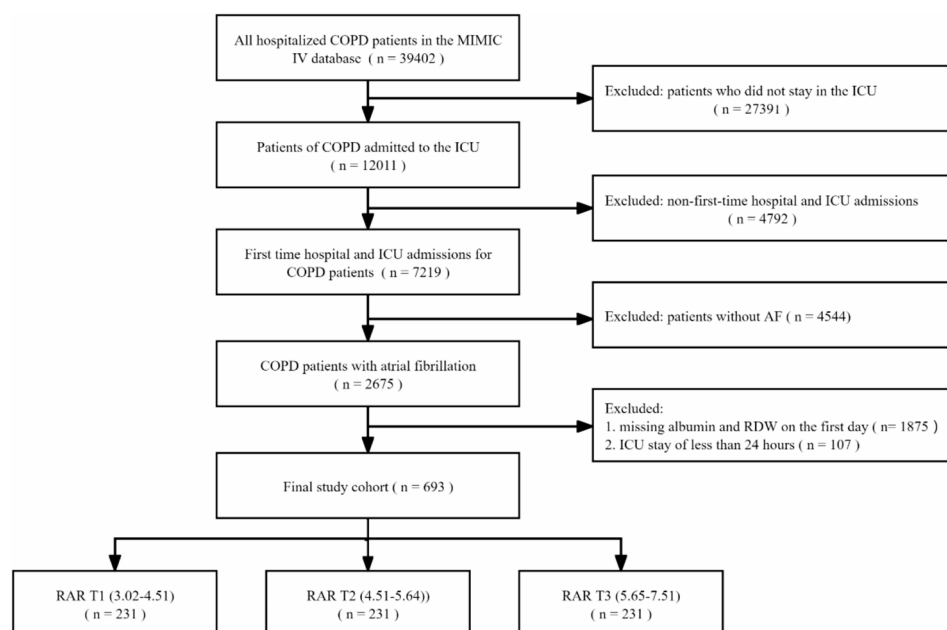 All hospitalized COPD patients in the MIMIC
IV database ( n = 39402 )
Excluded: patients who did not stay in the ICU
( n = 27391 )
Patients of COPD admitted to the ICU
( n = 12011 )
Excluded: non-first-time hospital and ICU admissions
( n = 4792 )
First time hospital and ICU admissions for
COPD patients ( n = 7219 )
Excluded: patients without AF ( n = 4544)
COPD patients with atrial fibrillation
( n = 2675 )
Excluded:
1. missing albumin and RDW on the first day ( n= 1875 )
2. ICU stay of less than 24 hours ( n = 107 )
Final study cohort ( n = 693 )
RAR T1 (3.02-4.51)
( n = 231 )
RAR T2 (4.51-5.64))
( n = 231 )
RAR T3 (5.65-7.51)
( n = 231 )